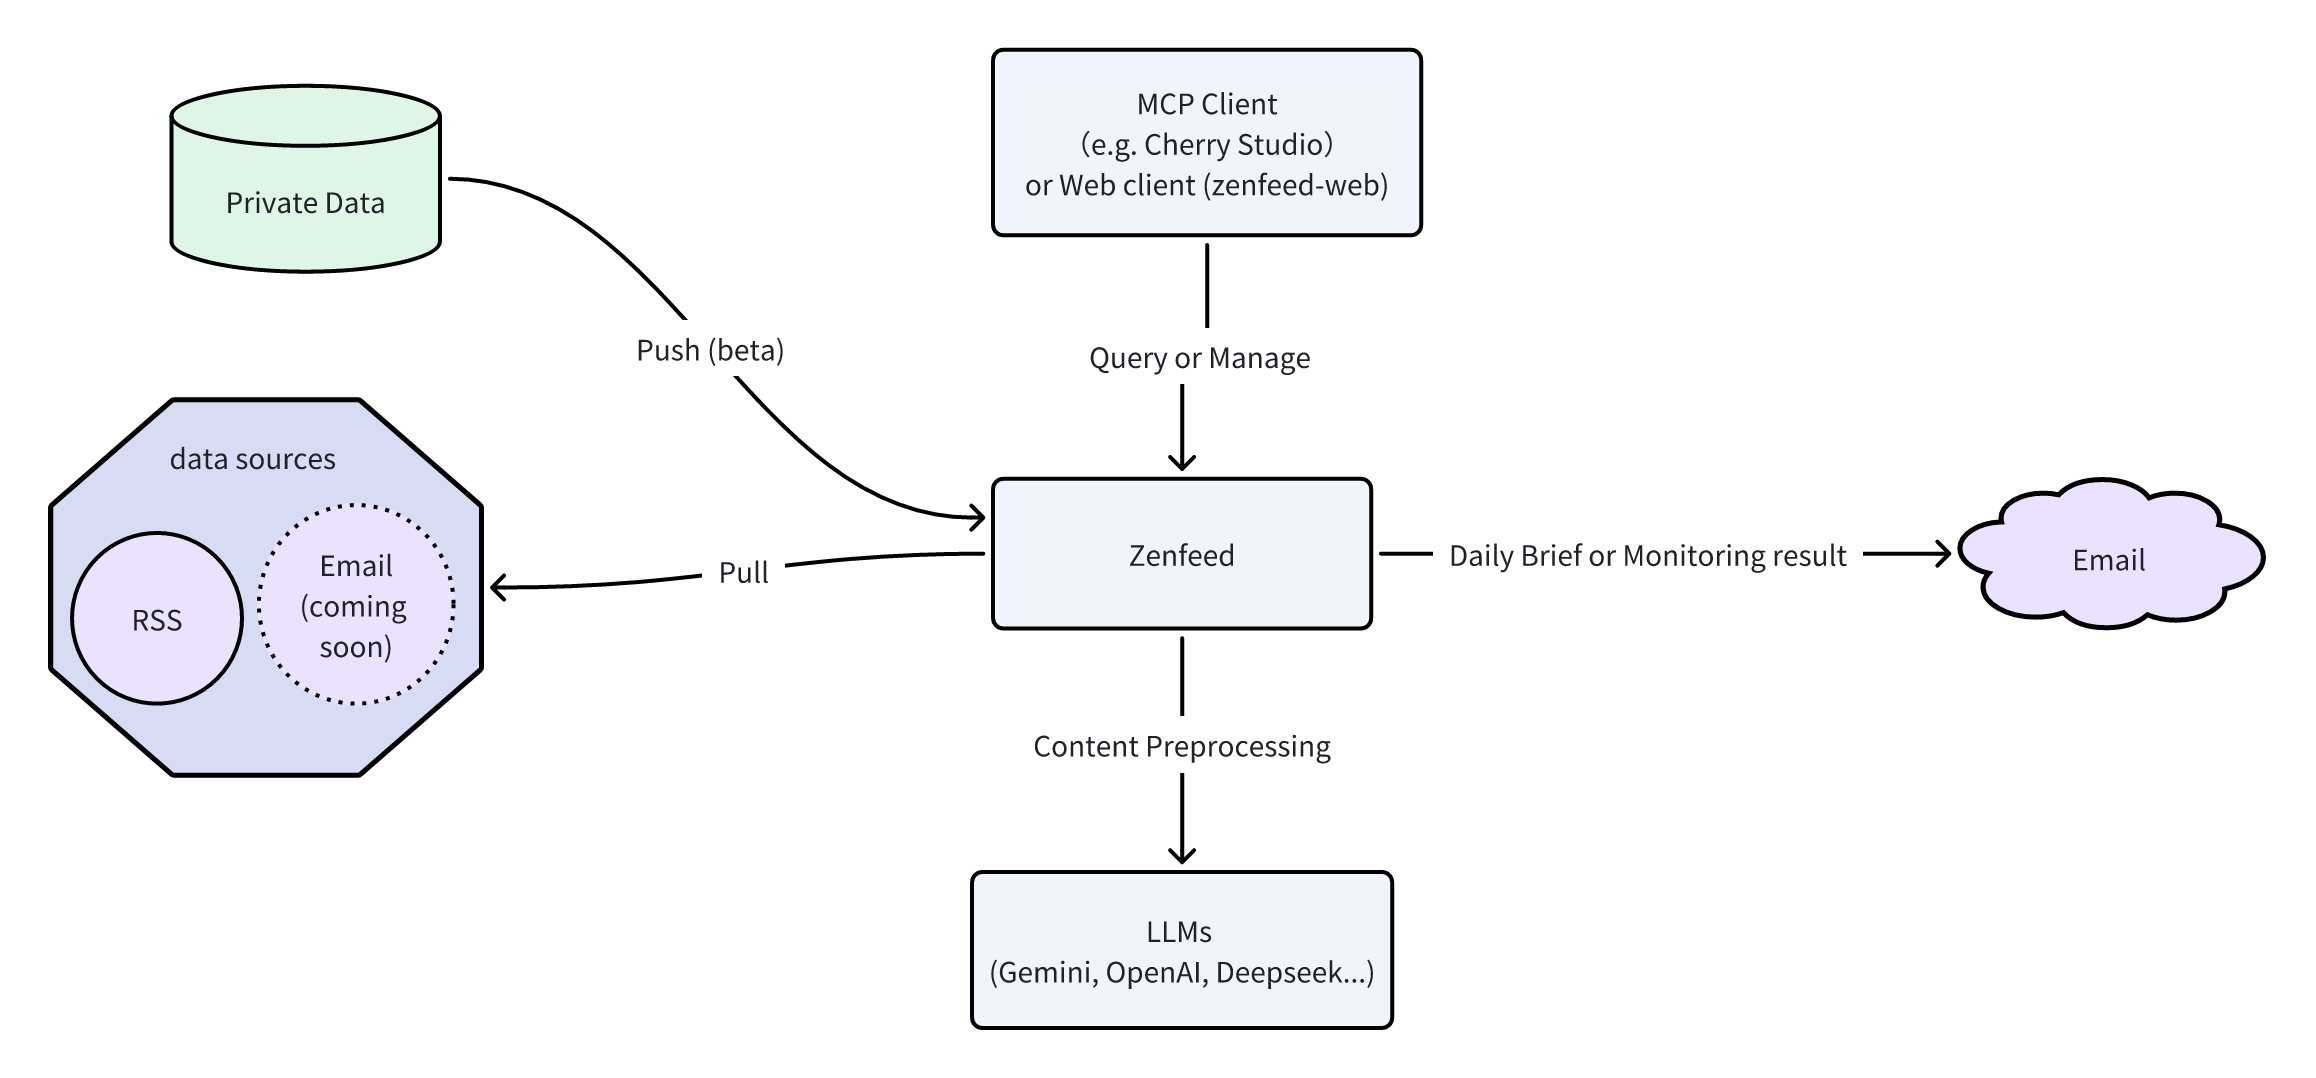 MCP Client
（e.g. Cherry Studio）
or Web client (zenfeed-web)
Private Data
Push (beta)
Query or Manage
data sources
RSS
Email
(coming
soon)
Pull
Zenfeed
Daily Brief or Monitoring result
Email
Content Preprocessing
LLMs
(Gemini, OpenAI, Deepseek...)